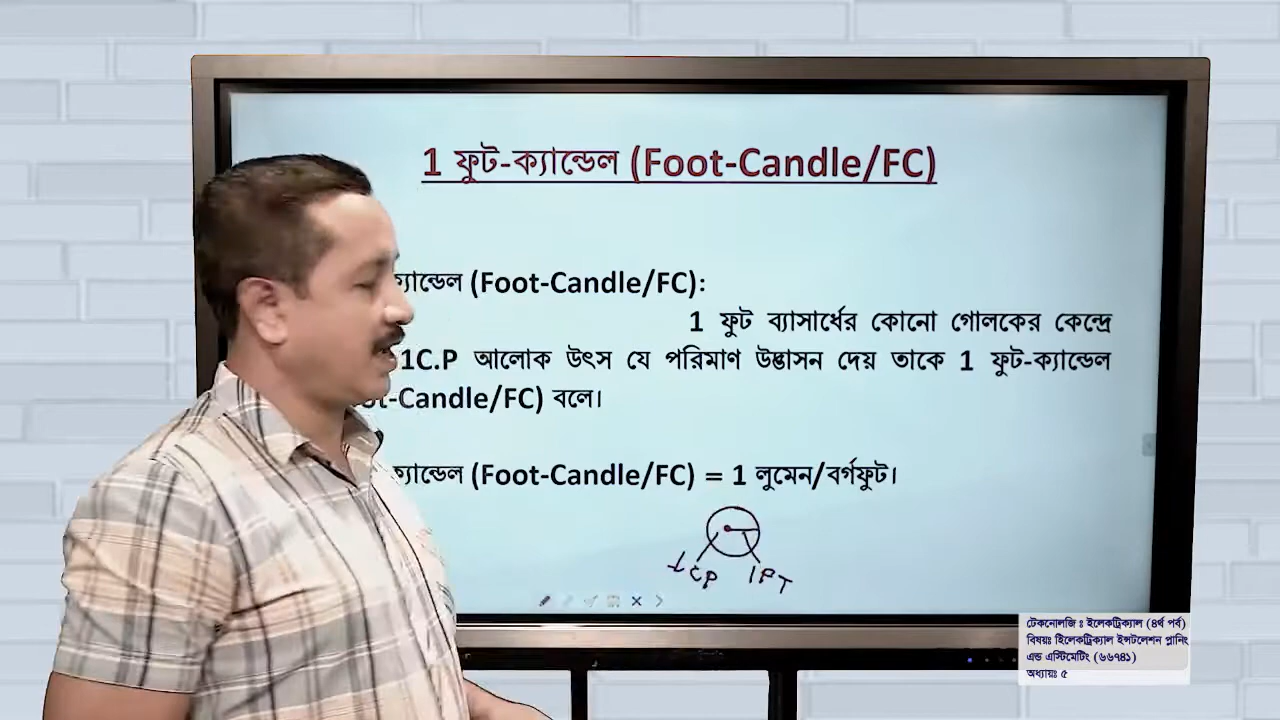 1 ফুট-ক্যান্ডেল (Foot-Candle/FC)
ক্যান্ডেল (Foot-Candle/FC):
1 ফুট ব্যাসার্ধের কোনো গোলকের কেন্দ্রে
1C.P আলোক উৎস যে পরিমাণ উদ্ভাসন দেয় তাকে 1 ফুট-ক্যান্ডেল
ot-Candle/FC) বলে।
ক্যান্ডেল (Foot-Candle/FC) = 1 লুমেন/বর্গফুট।
1CP 1FT
টেকনোলজি ঃ ইলেকট্রিক্যাল (৪র্থ পর্ব)
বিষয়ঃ ইলেকট্রিক্যাল ইন্সটলেশন প্লানিং
এন্ড এস্টিমেটিং (৬৬৭৪১)
অধ্যায়ঃ ৫